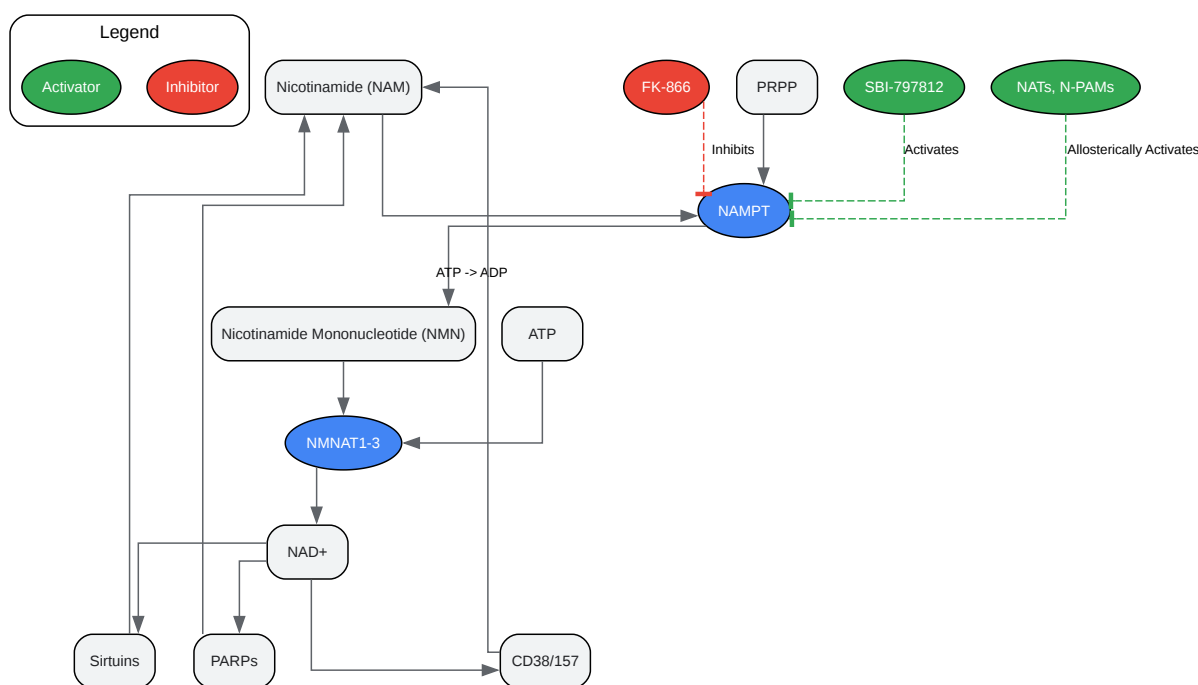 Legend
Activator
Inhibitor
Nicotinamide (NAM)
FK-866
PRPP
SBI-797812
NATs, N-PAMs
Inhibits
Activates
Allosterically Activates
NAMPT
ATP -> ADP
Nicotinamide Mononucleotide (NMN)
ATP
NMNAT1-3
NAD+
Sirtuins
PARPs
CD38/157